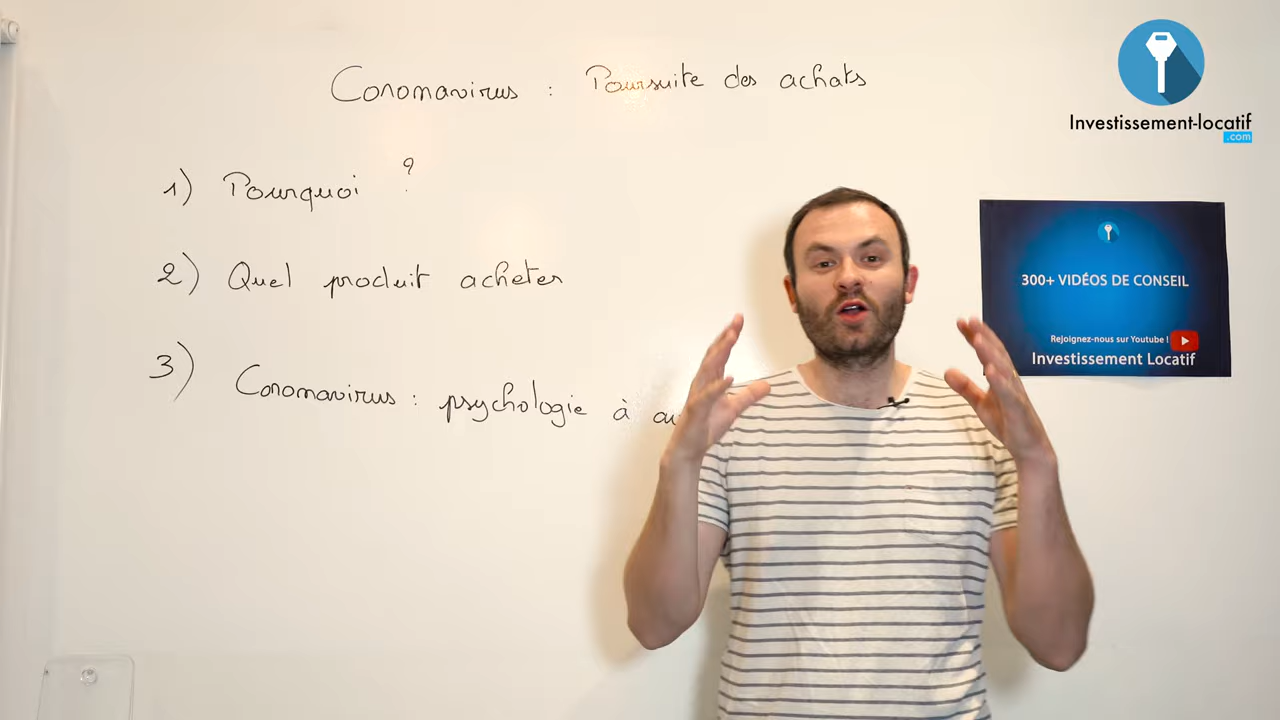 Coronavirus : Poursuite des achats
1) Pourquoi ?
2) Quel produit acheter
3) Coronavirus : psychologie à
Investissement-locatif
.com
300+ VIDÉOS DE CONSEIL
Rejoignez-nous sur Youtube !
Investissement Locatif